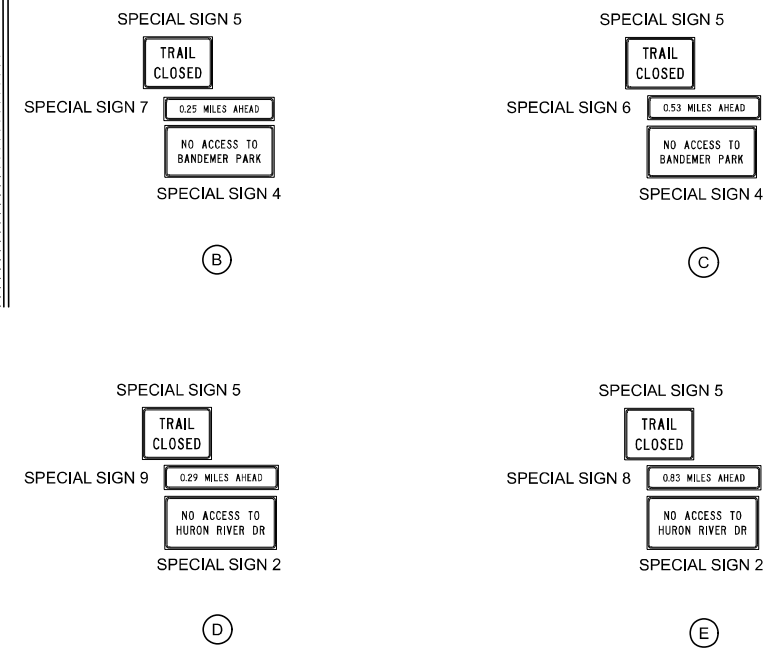 SPECIAL SIGN 5
TRAIL
CLOSED
SPECIAL SIGN 7
0.25 MILES AHEAD
NO ACCESS TO
BANDEMER PARK
SPECIAL SIGN 4
B
SPECIAL SIGN 5
TRAIL
CLOSED
SPECIAL SIGN 6
0.53 MILES AHEAD
NO ACCESS TO
BANDEMER PARK
SPECIAL SIGN 4
C
SPECIAL SIGN 5
TRAIL
CLOSED
SPECIAL SIGN 9
0.29 MILES AHEAD
NO ACCESS TO
HURON RIVER DR
SPECIAL SIGN 2
D
SPECIAL SIGN 5
TRAIL
CLOSED
SPECIAL SIGN 8
0.83 MILES AHEAD
NO ACCESS TO
HURON RIVER DR
SPECIAL SIGN 2
E